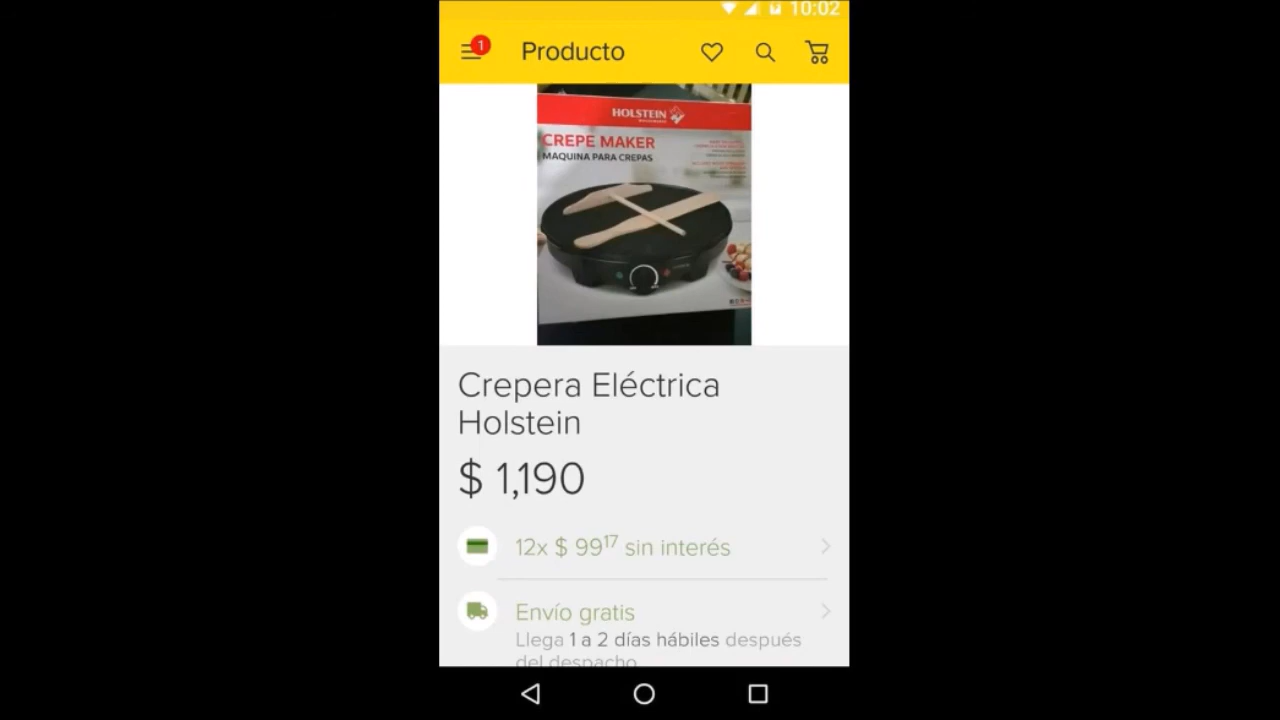 10:02
1
Producto
HOLSTEIN
CREPE MAKER
MAQUINA PARA CREPAS
Crepera Eléctrica
Holstein
$ 1,190
12x $ 99¹⁷ sin interés
Envío gratis
Llega 1 a 2 días hábiles después
del despacho